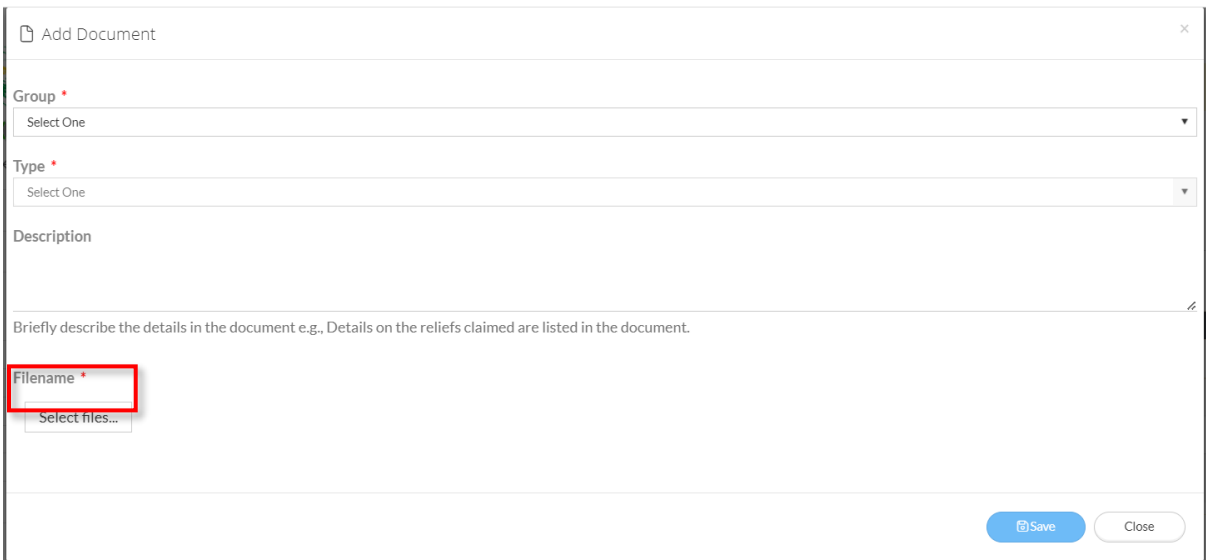 Add Document
×
Group *
Select One
Type *
Select One
Description
Briefly describe the details in the document e.g., Details on the reliefs claimed are listed in the document.
Filename *
Select files...
Save
Close